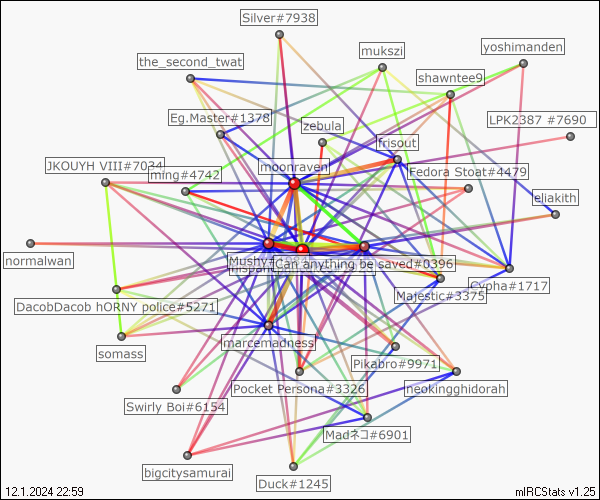 Silver#7938
mukszi
yoshimanden
the_second_twat
shawntee9
Eg.Master#1378
zebula
LPK2387 #7690
frisout
JKOUYH VIII#7034
ming#4742
moonraven
Fedora Stoat#4479
eliakith
normalwan
Mushy#
Can anything be saved#0396
Cypha#1717
DacobDacob hORNY police#5271
Majestic#3375
marcemadness
somass
Pikabro#9971
Swirly Boi#6154
Pocket Persona#3326
neokingghidorah
Madネコ#6901
bigcitysamurai
Duck#1245
12.1.2024 22:59
mIRCStats v1.25